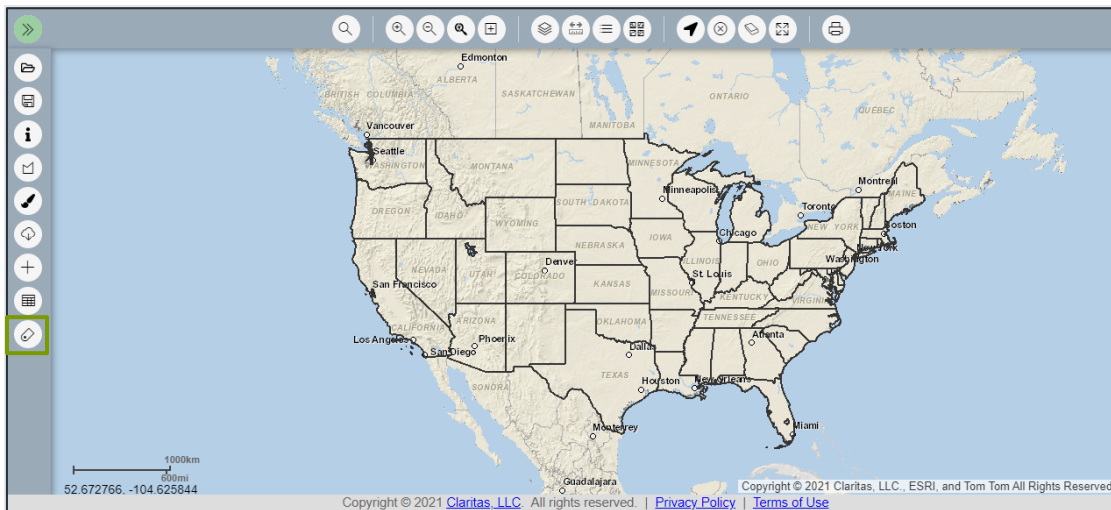 Edmonton
ALBERTA
BRITISH COLUMBIA
SASKATCHEWAN
ONTARIO
MANITOBA
QUÉBEC
Vancouver
Seattle
WASHINGTON
MONTANA
MINNESOTA
Minneapolis
Montreal
MAINE
Toronto
OREGON
IDAHO
WYOMING
SOUTH DAKOTA
NEW YORK
Boston
IOWA
Chicago
New York
NEBRASKA
ILLINOIS
OHIO
Washington
NEVADA
UTAH
Denver
COLORADO
St. Louis
San Francisco
KANSAS
MISSOURI
KENTUCKY
VIRGINIA
CALIFORNIA
ARIZONA
OKLAHOMA
TENNESSEE
Los Angeles
Phoenix
Atlanta
San Diego
Dallas
TEXAS
SONORA
Houston
New Orleans
Monterrey
Miami
1000km
600mi
52.672766, -104.625844
Guadalajara
Copyright © 2021 Claritas, LLC., ESRI, and Tom Tom All Rights Reserved
Copyright © 2021 Claritas, LLC. All rights reserved. | Privacy Policy | Terms of Use